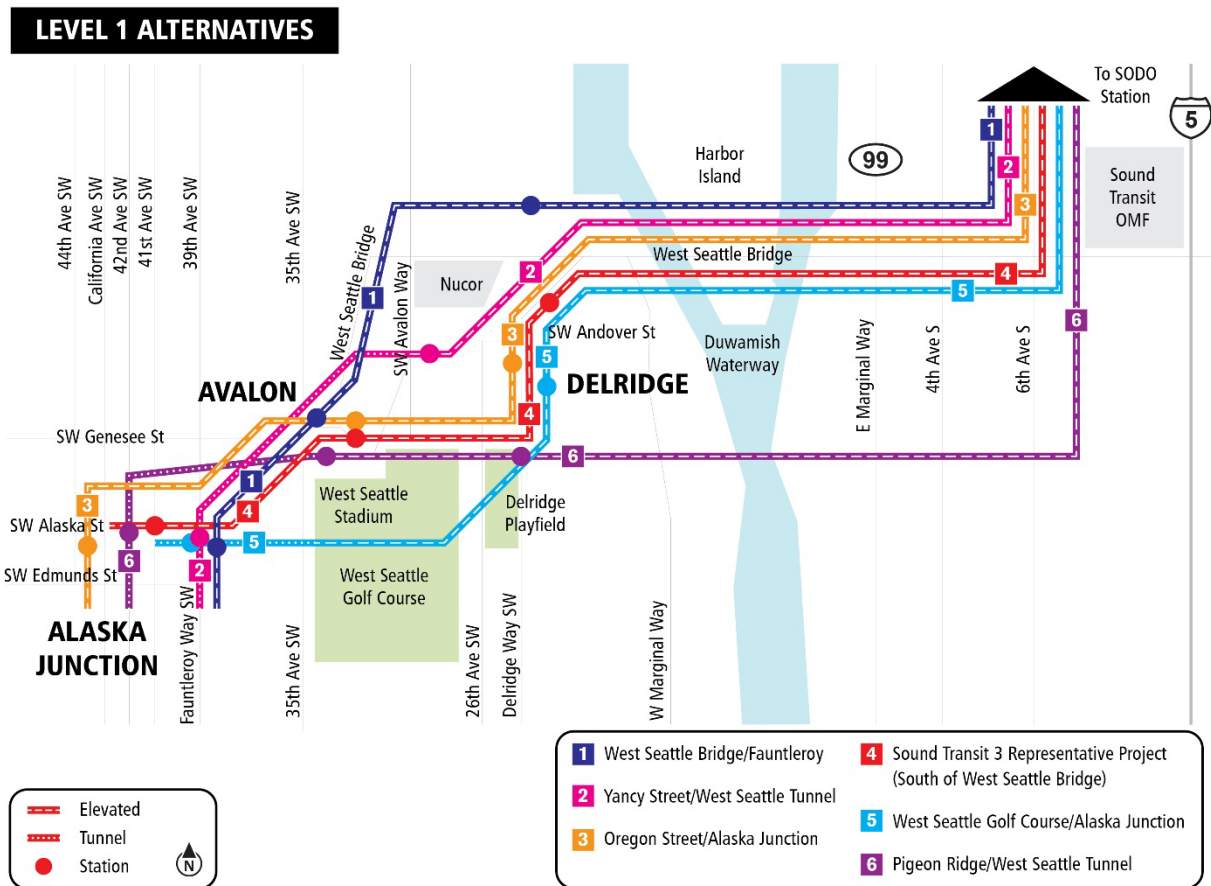 LEVEL 1 ALTERNATIVES
To SODO
Station
5
1
2
3
Sound
Transit
OMF
Harbor
Island
99
44th Ave SW
California Ave SW
42nd Ave SW
41st Ave SW
39th Ave SW
35th Ave SW
West Seattle Bridge
SW Avalon Way
1
Nucor
2
West Seattle Bridge
4
5
6
3
SW Andover St
5
Duwamish
Waterway
E Marginal Way
4th Ave S
6th Ave S
AVALON
DELRIDGE
4
SW Genesee St
6
1
3
4
West Seattle
Stadium
Delridge
Playfield
SW Alaska St
6
5
2
SW Edmunds St
West Seattle
Golf Course
ALASKA
JUNCTION
Fauntleroy Way SW
35th Ave SW
26th Ave SW
Delridge Way SW
W Marginal Way
Elevated
Tunnel
Station
N
1 West Seattle Bridge/Fauntleroy
2 Yancy Street/West Seattle Tunnel
3 Oregon Street/Alaska Junction
4 Sound Transit 3 Representative Project
(South of West Seattle Bridge)
5 West Seattle Golf Course/Alaska Junction
6 Pigeon Ridge/West Seattle Tunnel